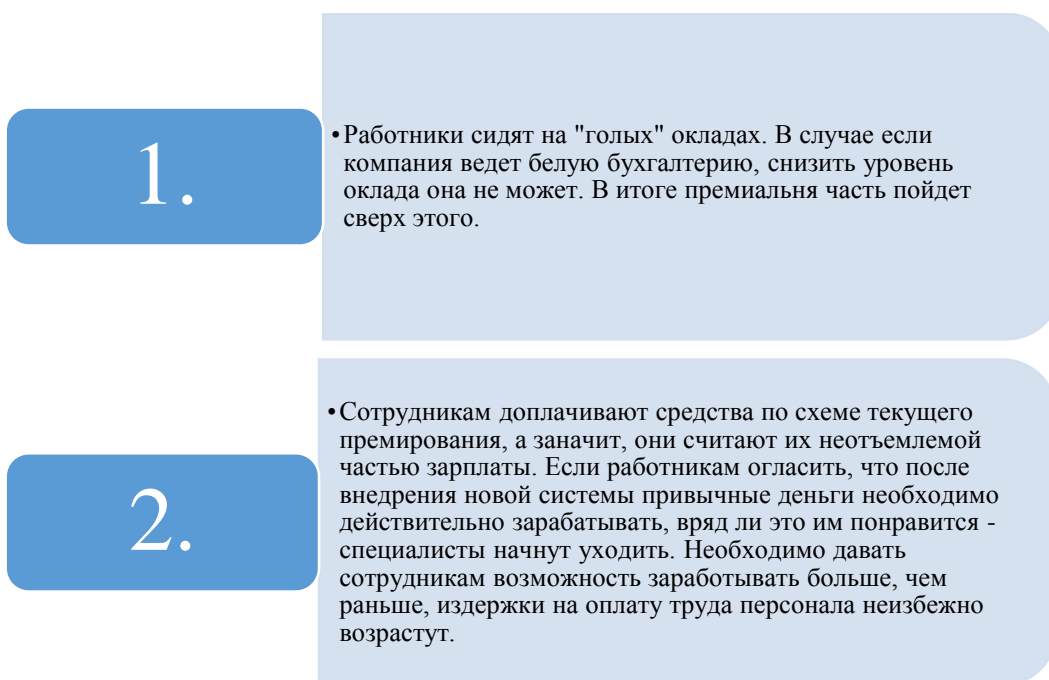 1.
•Работники сидят на "голых" окладах. В случае если
компания ведет белую бухгалтерию, снизить уровень
оклада она не может. В итоге премиальня часть пойдет
сверх этого.
2.
•Сотрудникам доплачивают средства по схеме текущего
премирования, а заначит, они считают их неотъемлемой
частью зарплаты. Если работникам огласить, что после
внедрения новой системы привычные деньги необходимо
действительно зарабатывать, вряд ли это им понравится -
специалисты начнут уходить. Необходимо давать
сотрудникам возможность заработывать больше, чем
раньше, издержки на оплату труда персонала неизбежно
возрастут.